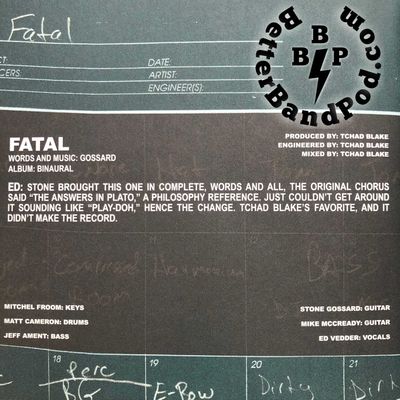 Fatal
BetterBandPod.com
B
B P
CT:
DATE:
CERS:
ARTIST:
ENGINEER(S):
FATAL
WORDS AND MUSIC: GOSSARD
ALBUM: BINAURAL
PRODUCED BY: TCHAD BLAKE
ENGINEERED BY: TCHAD BLAKE
MIXED BY: TCHAD BLAKE
ED: STONE BROUGHT THIS ONE IN COMPLETE, WORDS AND ALL, THE ORIGINAL CHORUS
SAID “THE ANSWERS IN PLATO,” A PHILOSOPHY REFERENCE. JUST COULDN'T GET AROUND
IT SOUNDING LIKE “PLAY-DOH,” HENCE THE CHANGE. TCHAD BLAKE'S FAVORITE, AND IT
DIDN'T MAKE THE RECORD.
BASS
MITCHEL FROOM: KEYS
MATT CAMERON: DRUMS
JEFF AMENT: BASS
STONE GOSSARD: GUITAR
MIKE MCCREADY: GUITAR
ED VEDDER: VOCALS
18
19
20
21
Perc
E-Bow
Dirty
Dirt